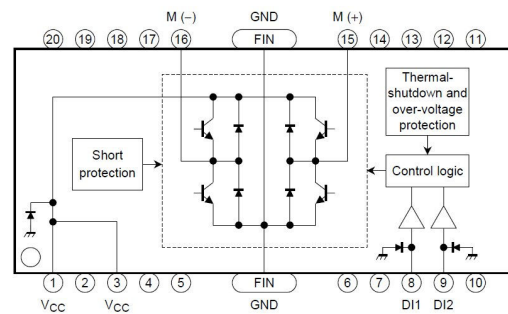 M (−) GND M (+)
20 19 18 17 16 FIN 15 14 13 12 11
Thermal-
shutdown and
over-voltage
protection
Short
protection
Control logic
1 2 3 4 5 FIN 6 7 8 9 10
VCC VCC GND DI1 DI2